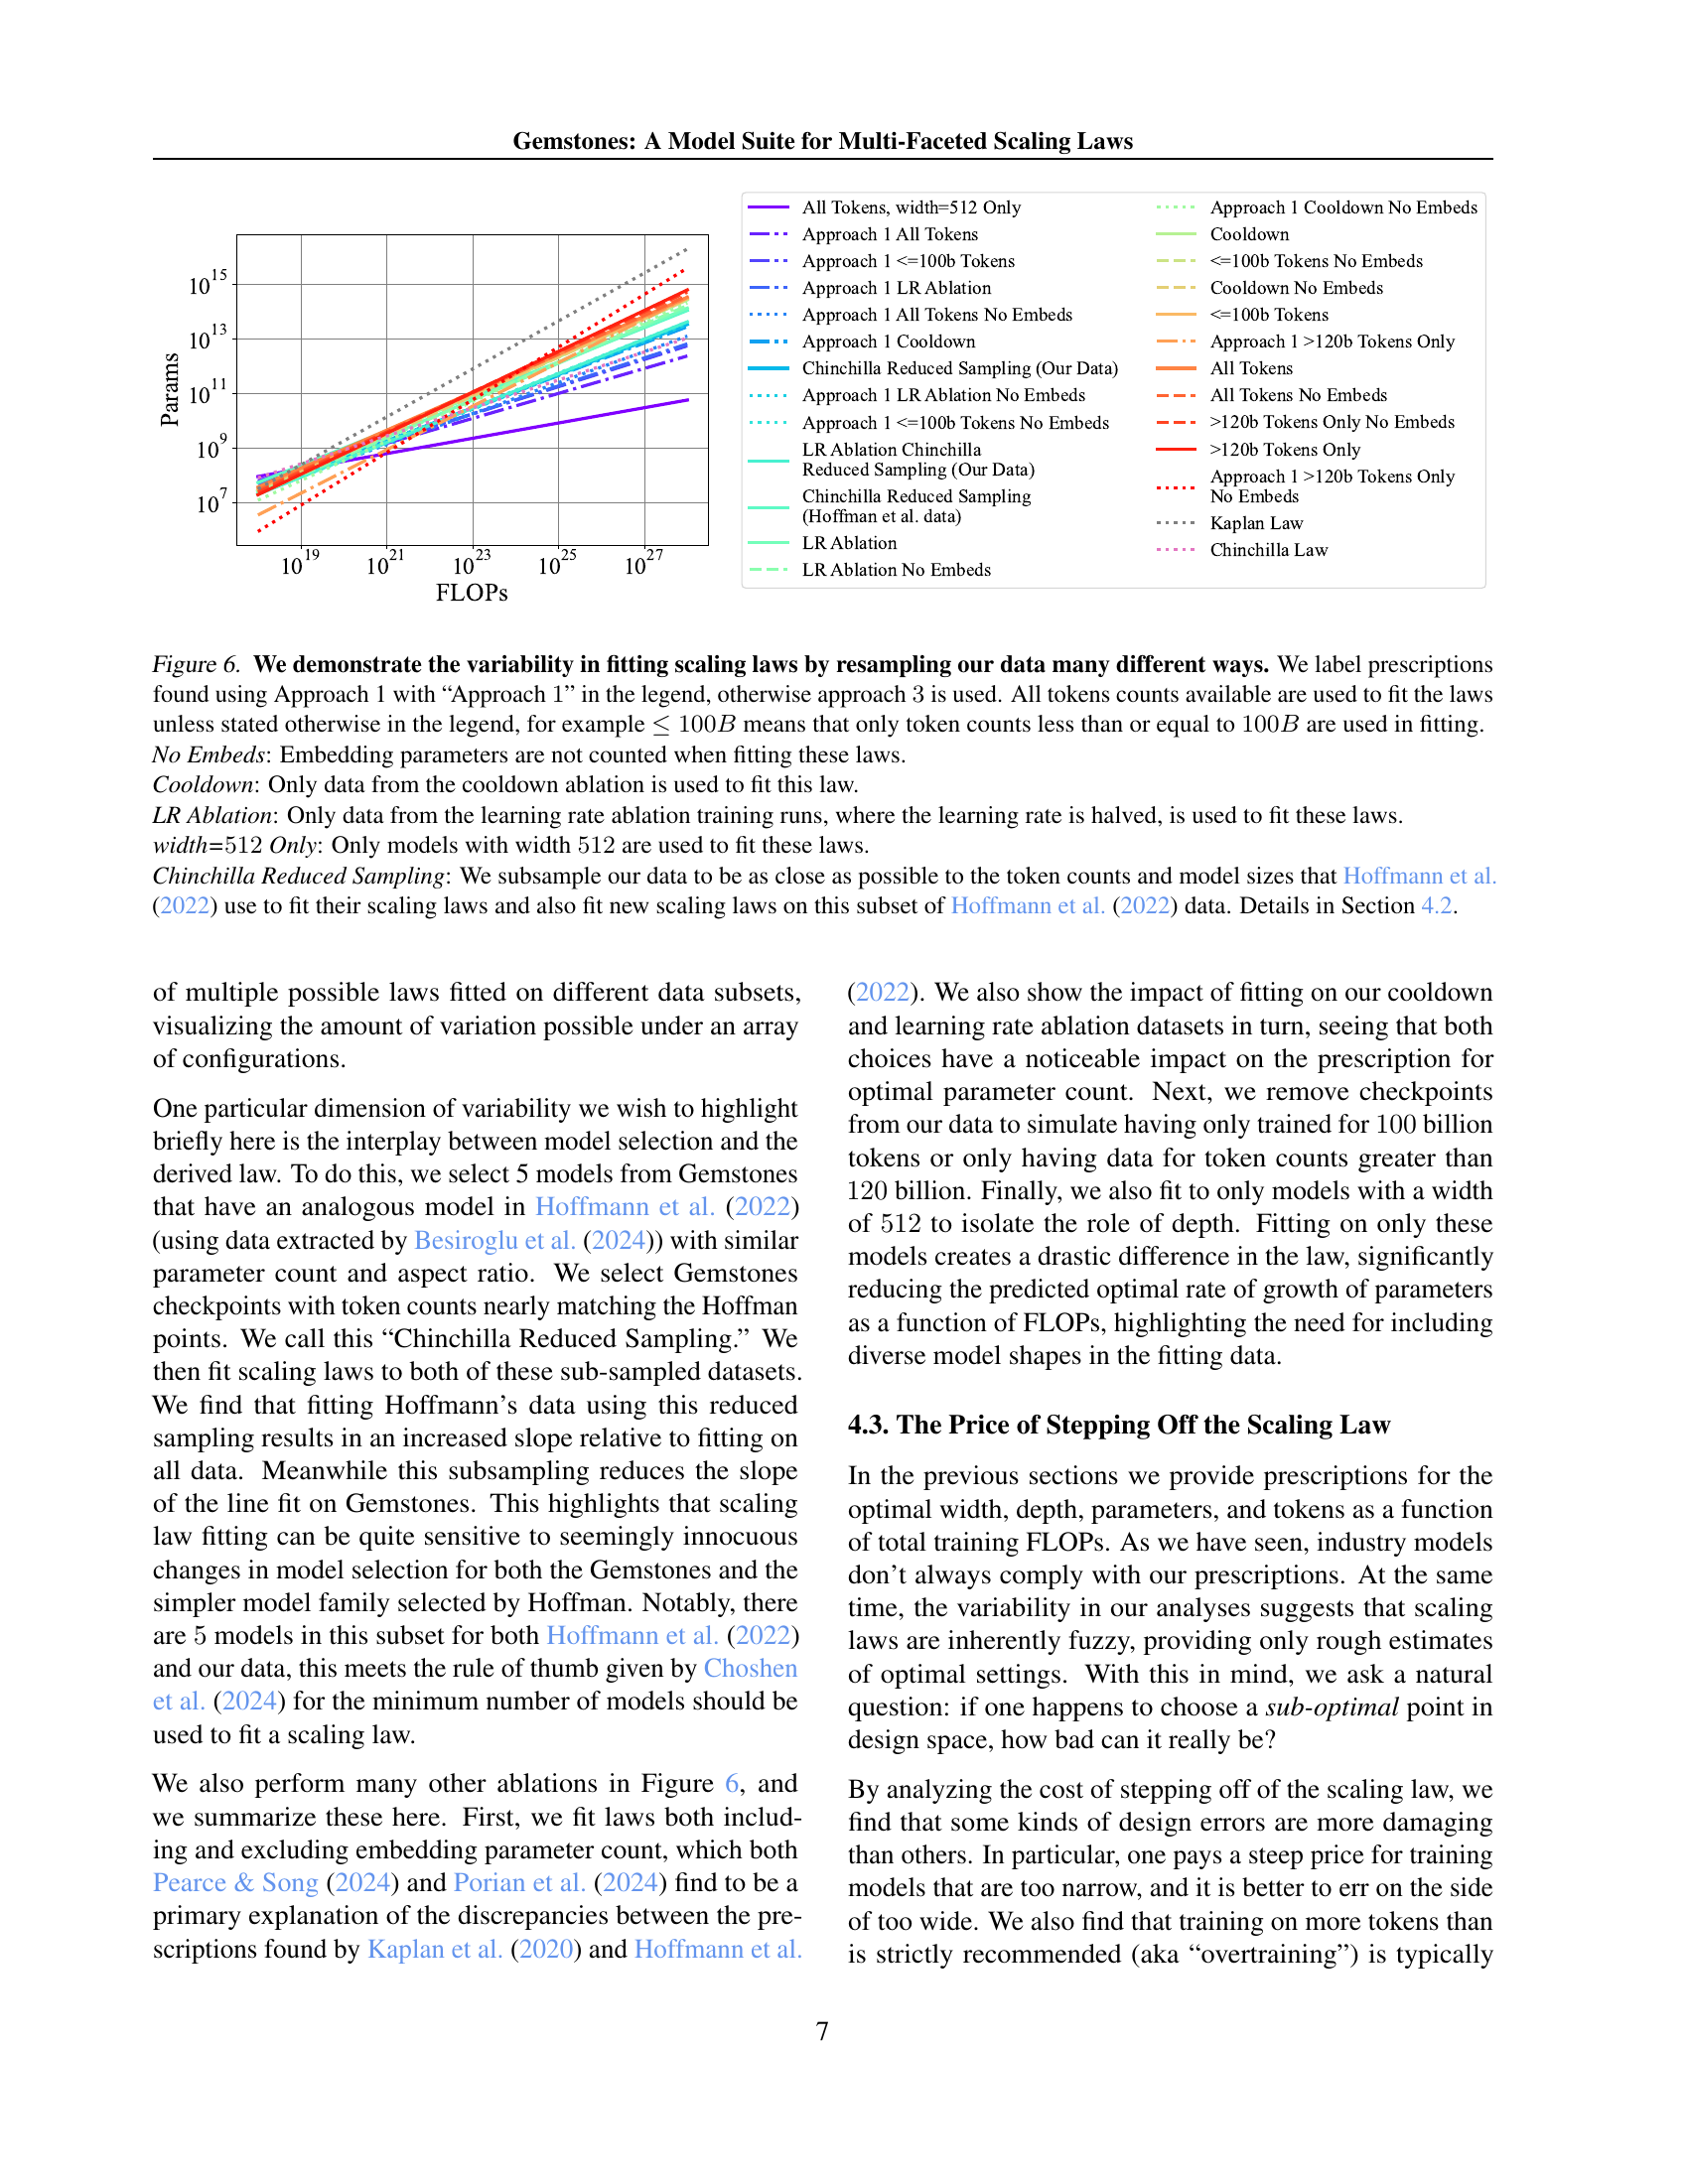 Gemstones: A Model Suite for Multi-Faceted Scaling Laws
Params
10^15
10^13
10^11
10^9
10^7
10^19
10^21
10^23
10^25
10^27
FLOPs
All Tokens, width=512 Only
Approach 1 All Tokens
Approach 1 <=100b Tokens
Approach 1 LR Ablation
Approach 1 All Tokens No Embeds
Approach 1 Cooldown
Chinchilla Reduced Sampling (Our Data)
Approach 1 LR Ablation No Embeds
Approach 1 <=100b Tokens No Embeds
LR Ablation Chinchilla
Reduced Sampling (Our Data)
Chinchilla Reduced Sampling
(Hoffman et al. data)
LR Ablation
LR Ablation No Embeds
Approach 1 Cooldown No Embeds
Cooldown
<=100b Tokens No Embeds
Cooldown No Embeds
<=100b Tokens
Approach 1 >120b Tokens Only
All Tokens
All Tokens No Embeds
>120b Tokens Only No Embeds
>120b Tokens Only
Approach 1 >120b Tokens Only
No Embeds
Kaplan Law
Chinchilla Law
Figure 6. We demonstrate the variability in fitting scaling laws by resampling our data many different ways. We label prescriptions
found using Approach 1 with “Approach 1” in the legend, otherwise approach 3 is used. All tokens counts available are used to fit the laws
unless stated otherwise in the legend, for example ≤ 100B means that only token counts less than or equal to 100B are used in fitting.
No Embeds: Embedding parameters are not counted when fitting these laws.
Cooldown: Only data from the cooldown ablation is used to fit this law.
LR Ablation: Only data from the learning rate ablation training runs, where the learning rate is halved, is used to fit these laws.
width=512 Only: Only models with width 512 are used to fit these laws.
Chinchilla Reduced Sampling: We subsample our data to be as close as possible to the token counts and model sizes that Hoffmann et al.
(2022) use to fit their scaling laws and also fit new scaling laws on this subset of Hoffmann et al. (2022) data. Details in Section 4.2.
of multiple possible laws fitted on different data subsets,
visualizing the amount of variation possible under an array
of configurations.
One particular dimension of variability we wish to highlight
briefly here is the interplay between model selection and the
derived law. To do this, we select 5 models from Gemstones
that have an analogous model in Hoffmann et al. (2022)
(using data extracted by Besiroglu et al. (2024)) with similar
parameter count and aspect ratio. We select Gemstones
checkpoints with token counts nearly matching the Hoffman
points. We call this “Chinchilla Reduced Sampling.” We
then fit scaling laws to both of these sub-sampled datasets.
We find that fitting Hoffmann’s data using this reduced
sampling results in an increased slope relative to fitting on
all data. Meanwhile this subsampling reduces the slope
of the line fit on Gemstones. This highlights that scaling
law fitting can be quite sensitive to seemingly innocuous
changes in model selection for both the Gemstones and the
simpler model family selected by Hoffman. Notably, there
are 5 models in this subset for both Hoffmann et al. (2022)
and our data, this meets the rule of thumb given by Choshen
et al. (2024) for the minimum number of models should be
used to fit a scaling law.
We also perform many other ablations in Figure 6, and
we summarize these here. First, we fit laws both includ-
ing and excluding embedding parameter count, which both
Pearce & Song (2024) and Porian et al. (2024) find to be a
primary explanation of the discrepancies between the pre-
scriptions found by Kaplan et al. (2020) and Hoffmann et al.
(2022). We also show the impact of fitting on our cooldown
and learning rate ablation datasets in turn, seeing that both
choices have a noticeable impact on the prescription for
optimal parameter count. Next, we remove checkpoints
from our data to simulate having only trained for 100 billion
tokens or only having data for token counts greater than
120 billion. Finally, we also fit to only models with a width
of 512 to isolate the role of depth. Fitting on only these
models creates a drastic difference in the law, significantly
reducing the predicted optimal rate of growth of parameters
as a function of FLOPs, highlighting the need for including
diverse model shapes in the fitting data.
4.3. The Price of Stepping Off the Scaling Law
In the previous sections we provide prescriptions for the
optimal width, depth, parameters, and tokens as a function
of total training FLOPs. As we have seen, industry models
don’t always comply with our prescriptions. At the same
time, the variability in our analyses suggests that scaling
laws are inherently fuzzy, providing only rough estimates
of optimal settings. With this in mind, we ask a natural
question: if one happens to choose a sub-optimal point in
design space, how bad can it really be?
By analyzing the cost of stepping off of the scaling law, we
find that some kinds of design errors are more damaging
than others. In particular, one pays a steep price for training
models that are too narrow, and it is better to err on the side
of too wide. We also find that training on more tokens than
is strictly recommended (aka “overtraining”) is typically
7